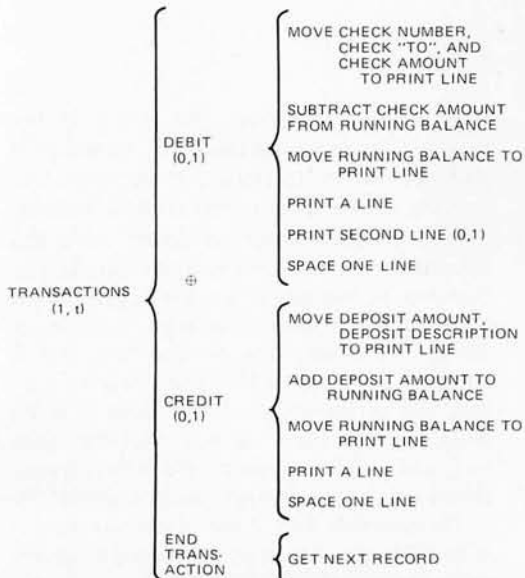 TRANSACTIONS
(1, t)
DEBIT
(0,1)
MOVE CHECK NUMBER,
CHECK "TO", AND
CHECK AMOUNT
TO PRINT LINE
SUBTRACT CHECK AMOUNT
FROM RUNNING BALANCE
MOVE RUNNING BALANCE TO
PRINT LINE
PRINT A LINE
PRINT SECOND LINE (0,1)
SPACE ONE LINE
⊕
CREDIT
(0,1)
MOVE DEPOSIT AMOUNT,
DEPOSIT DESCRIPTION
TO PRINT LINE
ADD DEPOSIT AMOUNT TO
RUNNING BALANCE
MOVE RUNNING BALANCE TO
PRINT LINE
PRINT A LINE
SPACE ONE LINE
END
TRANS-
ACTION
GET NEXT RECORD